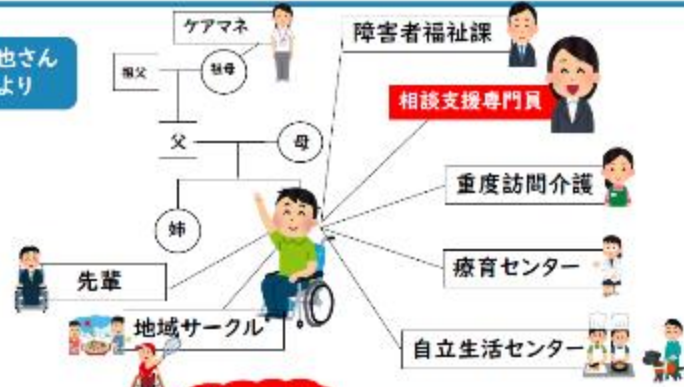 也さん
より
ケアマネ
祖父
祖母
父
母
姉
障害者福祉課
相談支援専門員
重度訪問介護
療育センター
自立生活センター
先輩
地域サークル